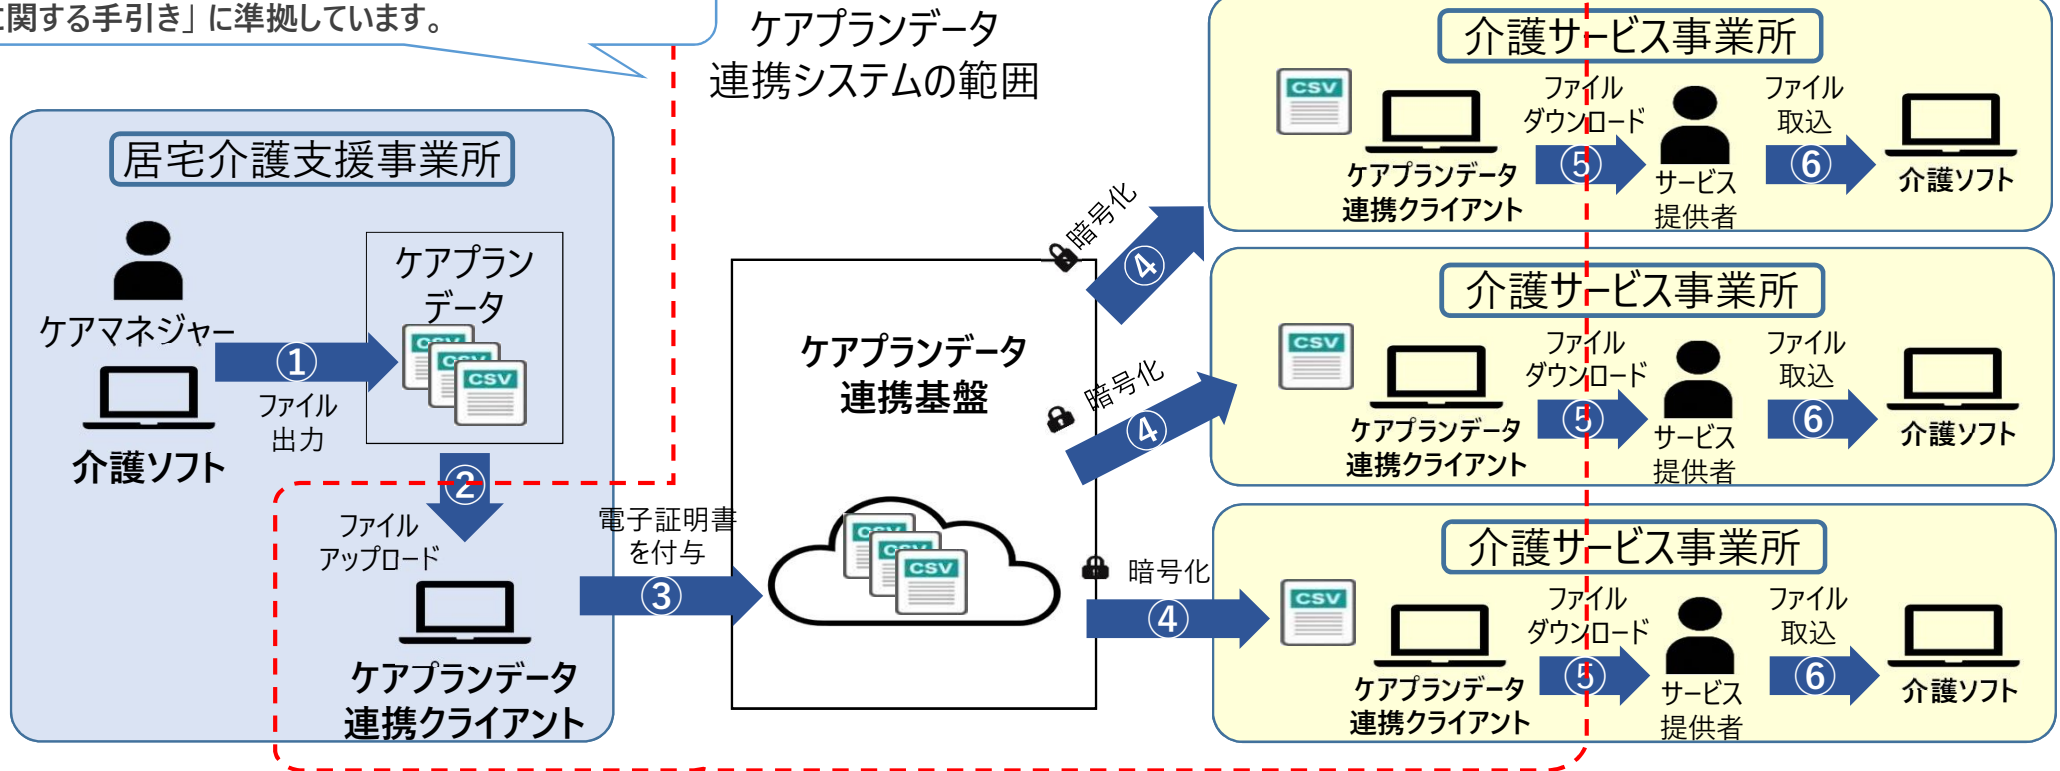 に関する手引き」に準拠しています。
ケアプランデータ
連携システムの範囲
居宅介護支援事業所
ケアマネジャー
介護ソフト
①
ファイル
出力
ケアプラン
データ
CSV
CSV
CSV
②
ファイル
アップロード
ケアプランデータ
連携クライアント
電子証明書
を付与
③
ケアプランデータ
連携基盤
CSV
CSV
CSV
暗号化
④
暗号化
④
暗号化
④
介護サービス事業所
CSV
ケアプランデータ
連携クライアント
ファイル
ダウンロード
⑤
サービス
提供者
ファイル
取込
⑥
介護ソフト
介護サービス事業所
CSV
ケアプランデータ
連携クライアント
ファイル
ダウンロード
⑤
サービス
提供者
ファイル
取込
⑥
介護ソフト
介護サービス事業所
CSV
ケアプランデータ
連携クライアント
ファイル
ダウンロード
⑤
サービス
提供者
ファイル
取込
⑥
介護ソフト